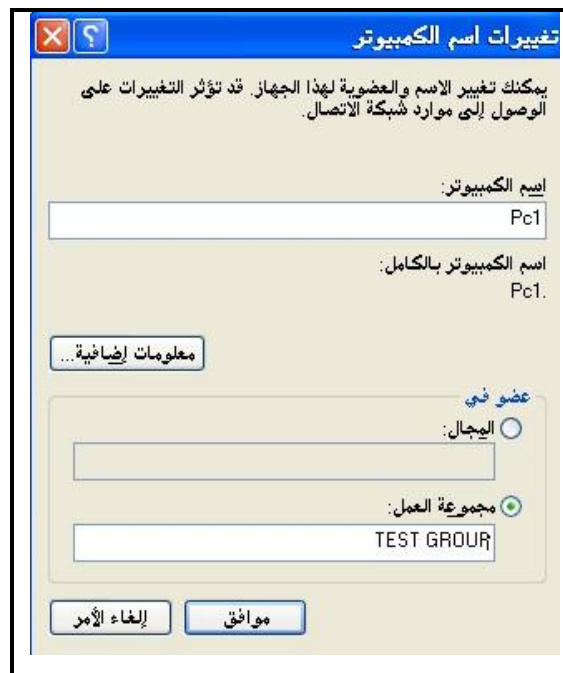 تغييرات اسم الكمبيوتر
يمكنك تغيير الاسم والعضوية لهذا الجهاز. قد تؤثر التغييرات على
الوصول إلى موارد شبكة الاتصال.
اسم الكمبيوتر:
Pc1
اسم الكمبيوتر بالكامل:
Pc1.
معلومات إضافية...
عضو في
المجال:
مجموعة العمل:
TEST GROUP
موافق
إلغاء الأمر